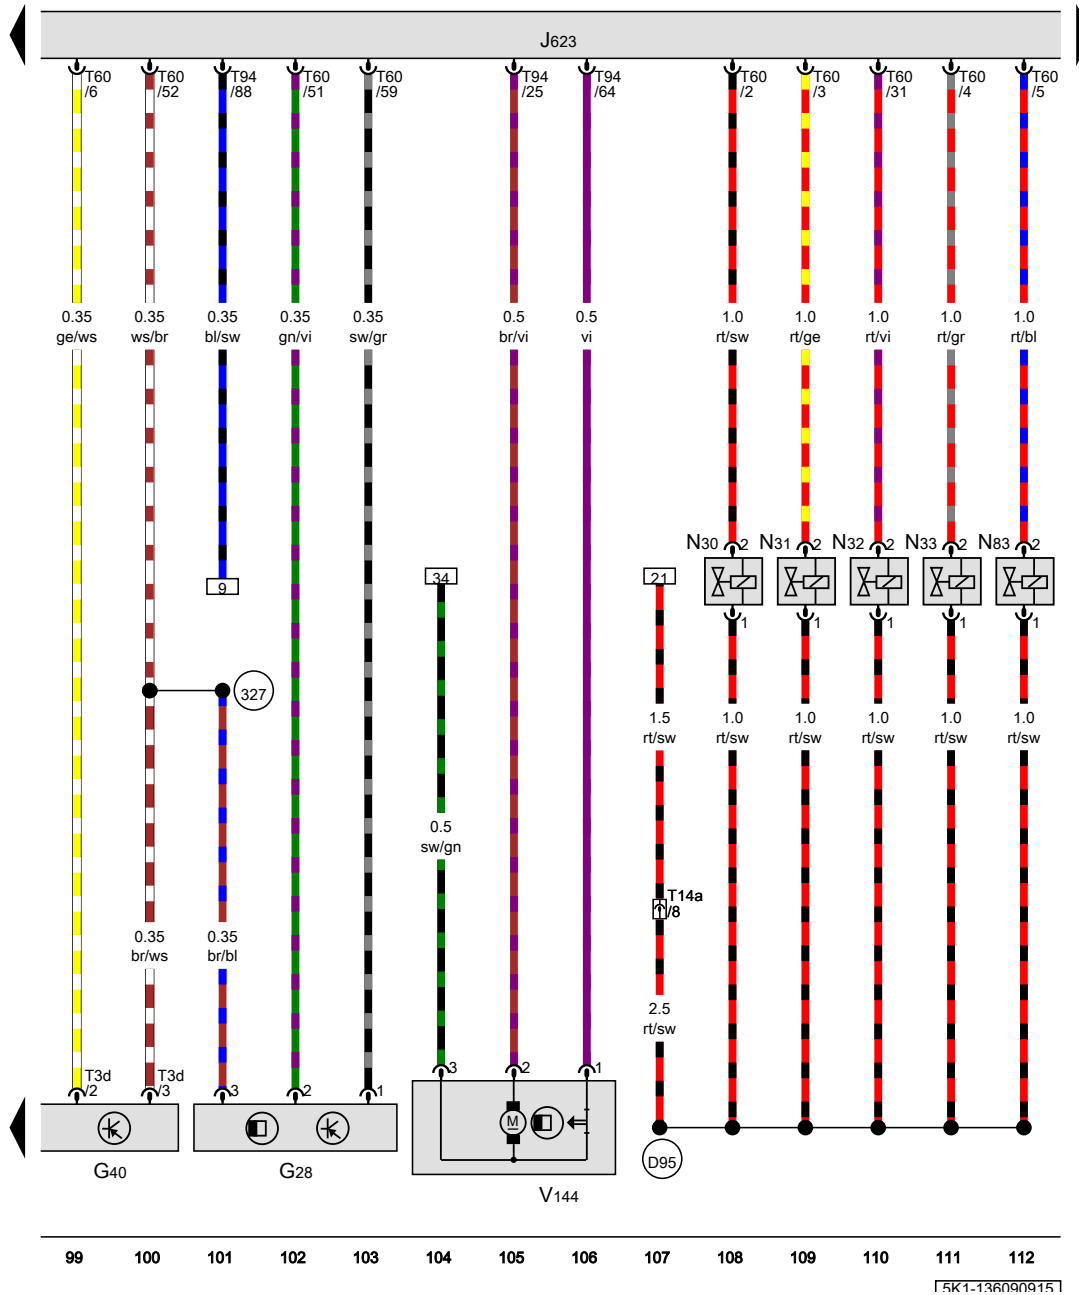 J623
T60 T60 T94 T60 T60 T94 T94 T60 T60 T60 T60 T60
/6 /52 /88 /51 /59 /25 /64 /2 /3 /31 /4 /5
0.35 0.35 0.35 0.35 0.35 0.5 0.5 1.0 1.0 1.0 1.0 1.0
ge/ws ws/br bl/sw gn/vi sw/gr br/vi vi rt/sw rt/ge rt/vi rt/gr rt/bl
N30 2 N31 2 N32 2 N33 2 N83 2
9 34 21
1 1 1 1 1
327
1.5 1.0 1.0 1.0 1.0 1.0
rt/sw rt/sw rt/sw rt/sw rt/sw rt/sw
0.5
sw/gn
T14a
/8
0.35 0.35
br/ws br/bl
2.5
rt/sw
3 2 1
T3d T3d
/2 /3 3 2 1
M
D95
G40 G28
V144
99 100 101 102 103 104 105 106 107 108 109 110 111 112
5K1-136090915